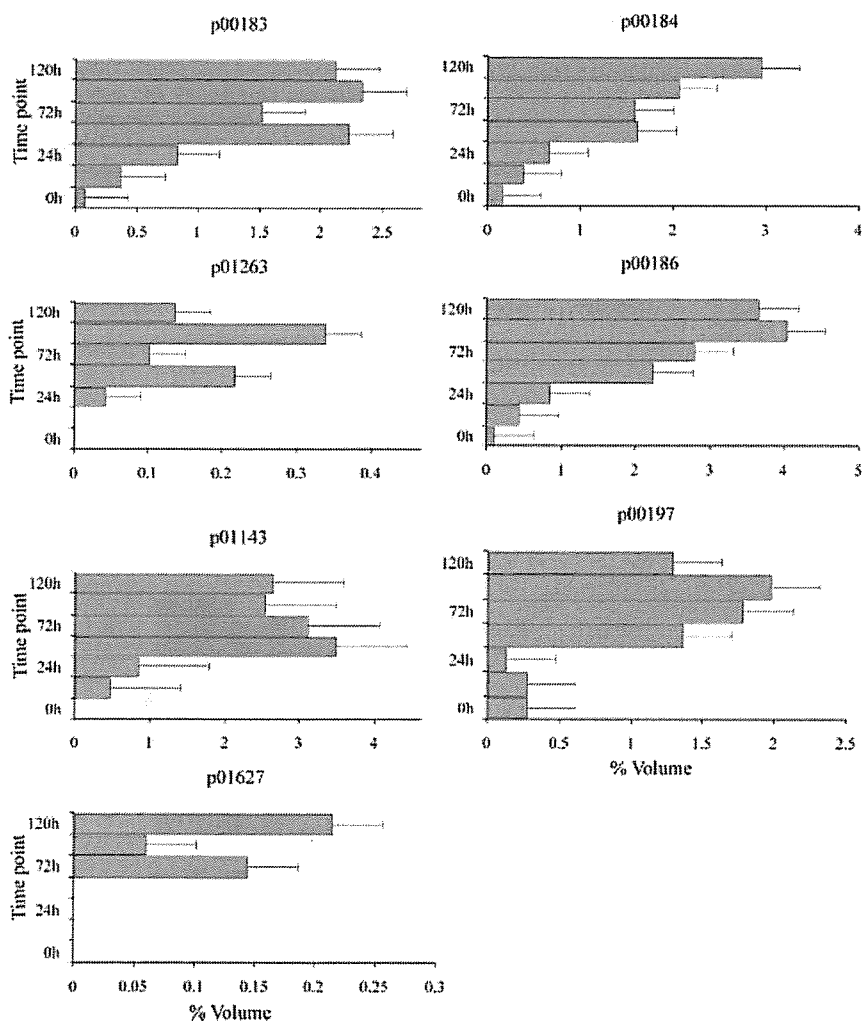 p00183
Time point
120h
72h
24h
0h
0 0.5 1 1.5 2 2.5
p00184
120h
72h
24h
0h
0 1 2 3 4
p01263
Time point
120h
72h
24h
0h
0 0.1 0.2 0.3 0.4
p00186
120h
72h
24h
0h
0 1 2 3 4 5
p01143
Time point
120h
72h
24h
0h
0 1 2 3 4
p00197
120h
72h
24h
0h
0 0.5 1 1.5 2 2.5
% Volume
p01627
Time point
120h
72h
24h
0h
0 0.05 0.1 0.15 0.2 0.25 0.3
% Volume